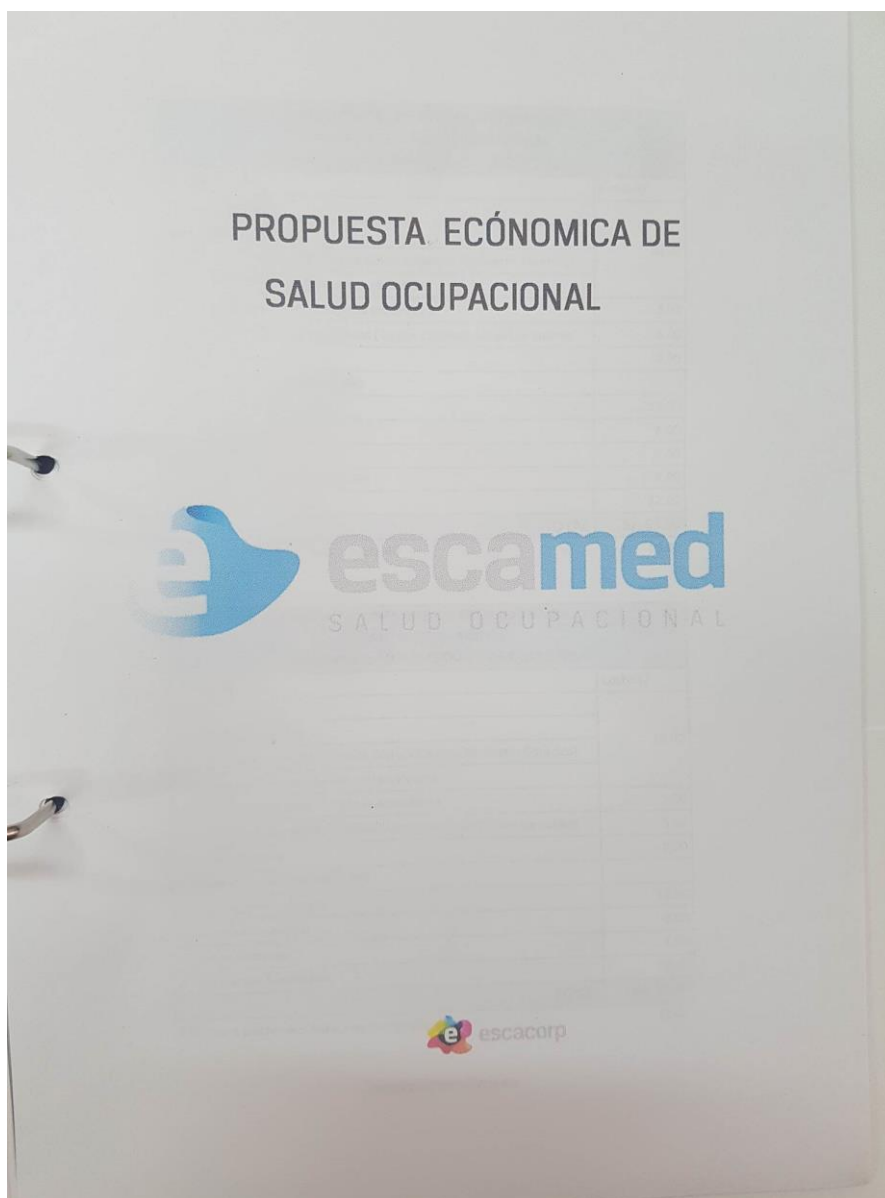 PROPUESTA ECÓNOMICA DE
SALUD OCUPACIONAL
e escamed
SALUD OCUPACIONAL
e escacorp